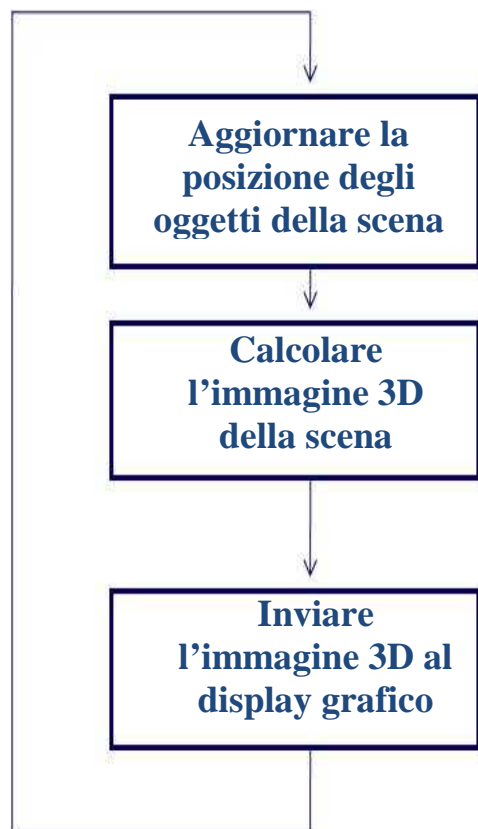 Aggiornare la
posizione degli
oggetti della scena
Calcolare
l’immagine 3D
della scena
Inviare
l’immagine 3D al
display grafico